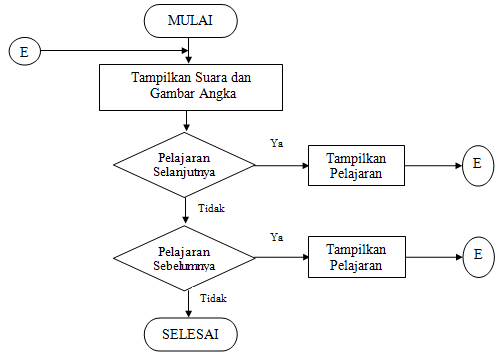 MULAI
E
Tampilkan Suara dan
Gambar Angka
Pelajaran
Selanjutnya
Ya
Tampilkan
Pelajaran
E
Tidak
Pelajaran
Sebelumnya
Ya
Tampilkan
Pelajaran
E
Tidak
SELESAI